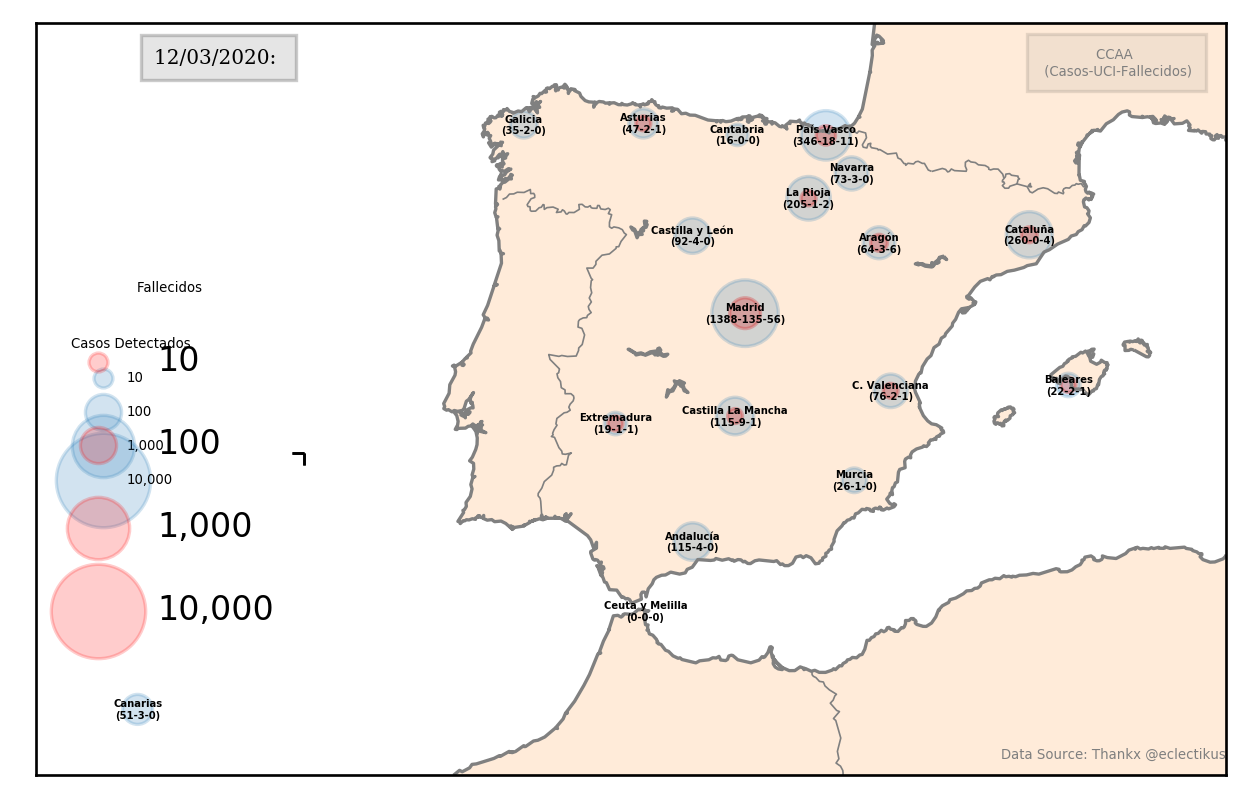 12/03/2020:
CCAA
(Casos-UCI-Fallecidos)
Galicia
(35-2-0)
Asturias
(47-2-1)
Cantabria
(16-0-0)
País Vasco
(346-18-11)
Navarra
(73-3-0)
La Rioja
(205-1-2)
Castilla y León
(92-4-0)
Aragón
(64-3-6)
Cataluña
(260-0-4)
Madrid
(1388-135-56)
Fallecidos
Casos Detectados
10
10
100
1,000
100
10,000
1,000
10,000
C. Valenciana
(76-2-1)
Baleares
(22-2-1)
Extremadura
(19-1-1)
Castilla La Mancha
(115-9-1)
Murcia
(26-1-0)
Andalucía
(115-4-0)
Ceuta y Melilla
(0-0-0)
Canarias
(51-3-0)
Data Source: Thankx @eclectikus